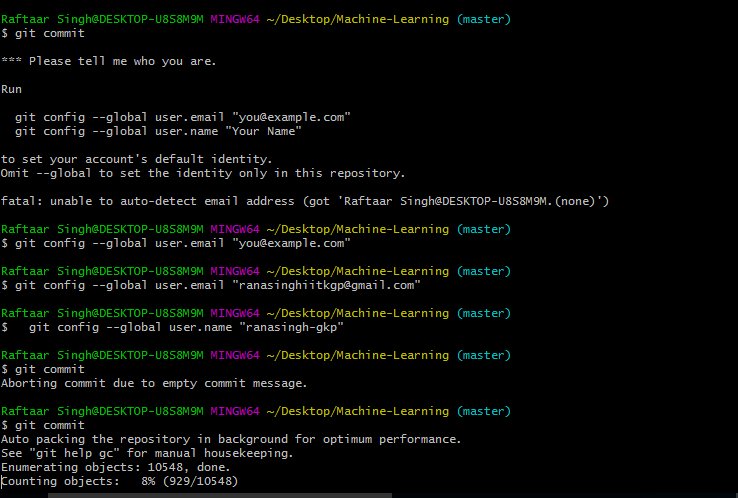 Raftaar Singh@DESKTOP-U8S8M9M MINGW64 ~/Desktop/Machine-Learning (master)
$ git commit
*** Please tell me who you are.
Run
git config --global user.email "you@example.com"
git config --global user.name "Your Name"
to set your account's default identity.
Omit --global to set the identity only in this repository.
fatal: unable to auto-detect email address (got 'Raftaar Singh@DESKTOP-U8S8M9M.(none)')
Raftaar Singh@DESKTOP-U8S8M9M MINGW64 ~/Desktop/Machine-Learning (master)
$ git config --global user.email "you@example.com"
Raftaar Singh@DESKTOP-U8S8M9M MINGW64 ~/Desktop/Machine-Learning (master)
$ git config --global user.email "ranasinghiitkgp@gmail.com"
Raftaar Singh@DESKTOP-U8S8M9M MINGW64 ~/Desktop/Machine-Learning (master)
$   git config --global user.name "ranasingh-gkp"
Raftaar Singh@DESKTOP-U8S8M9M MINGW64 ~/Desktop/Machine-Learning (master)
$ git commit
Aborting commit due to empty commit message.
Raftaar Singh@DESKTOP-U8S8M9M MINGW64 ~/Desktop/Machine-Learning (master)
$ git commit
Auto packing the repository in background for optimum performance.
See "git help gc" for manual housekeeping.
Enumerating objects: 10548, done.
Counting objects:   8% (929/10548)